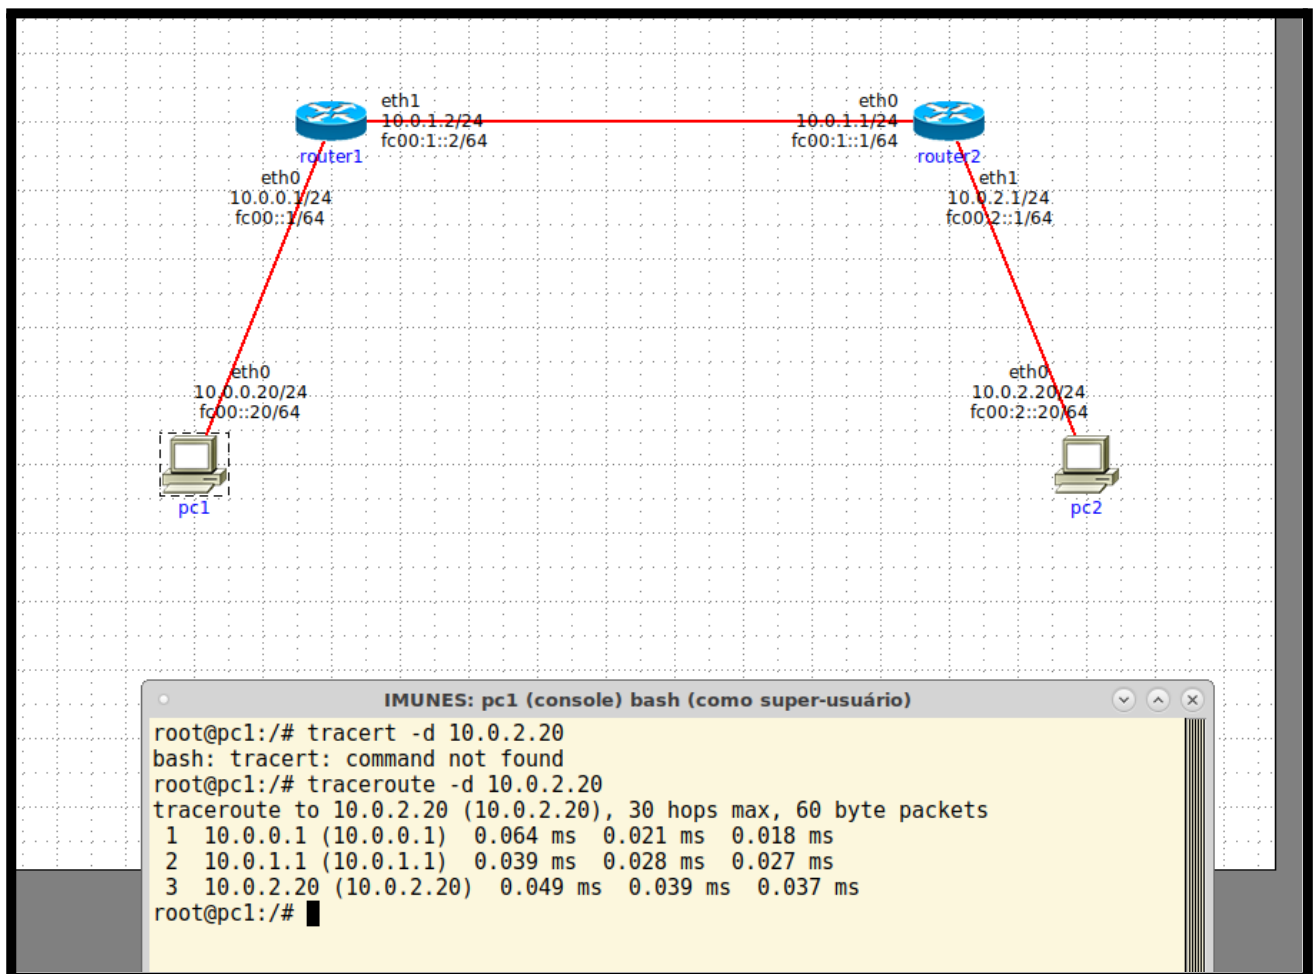 eth1
10.0.1.2/24
fc00:1::2/64
router1
eth0
10.0.0.1/24
fc00::1/64
eth0
10.0.1.1/24
fc00:1::1/64
router2
eth1
10.0.2.1/24
fc00:2::1/64
eth0
10.0.0.20/24
fc00::20/64
pc1
eth0
10.0.2.20/24
fc00:2::20/64
pc2
IMUNES: pc1 (console) bash (como super-usuário)
root@pc1:/# tracert -d 10.0.2.20
bash: tracert: command not found
root@pc1:/# traceroute -d 10.0.2.20
traceroute to 10.0.2.20 (10.0.2.20), 30 hops max, 60 byte packets
 1  10.0.0.1 (10.0.0.1)  0.064 ms  0.021 ms  0.018 ms
 2  10.0.1.1 (10.0.1.1)  0.039 ms  0.028 ms  0.027 ms
 3  10.0.2.20 (10.0.2.20)  0.049 ms  0.039 ms  0.037 ms
root@pc1:/#